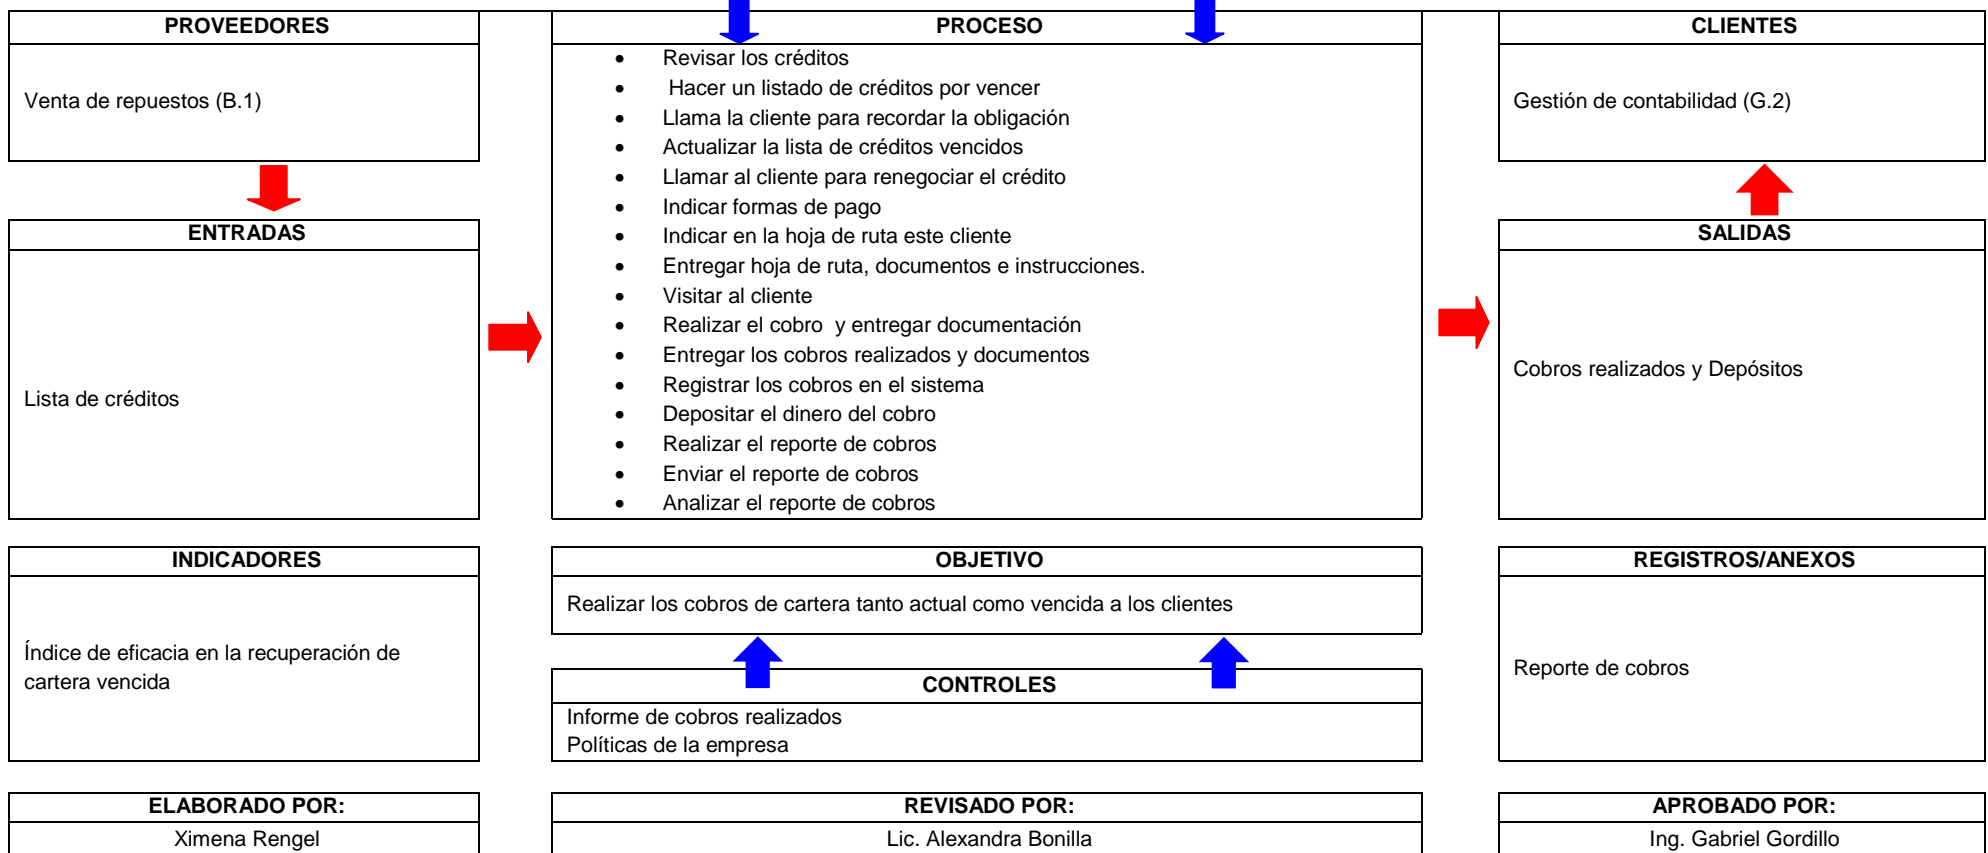 PROVEEDORES
Venta de repuestos (B.1)
ENTRADAS
Lista de créditos
PROCESO
• Revisar los créditos
• Hacer un listado de créditos por vencer
• Llama la cliente para recordar la obligación
• Actualizar la lista de créditos vencidos
• Llamar al cliente para renegociar el crédito
• Indicar formas de pago
• Indicar en la hoja de ruta este cliente
• Entregar hoja de ruta, documentos e instrucciones.
• Visitar al cliente
• Realizar el cobro y entregar documentación
• Entregar los cobros realizados y documentos
• Registrar los cobros en el sistema
• Depositar el dinero del cobro
• Realizar el reporte de cobros
• Enviar el reporte de cobros
• Analizar el reporte de cobros
CLIENTES
Gestión de contabilidad (G.2)
SALIDAS
Cobros realizados y Depósitos
INDICADORES
Índice de eficacia en la recuperación de
cartera vencida
OBJETIVO
Realizar los cobros de cartera tanto actual como vencida a los clientes
CONTROLES
Informe de cobros realizados
Políticas de la empresa
REGISTROS/ANEXOS
Reporte de cobros
ELABORADO POR:
Ximena Rengel
REVISADO POR:
Lic. Alexandra Bonilla
APROBADO POR:
Ing. Gabriel Gordillo